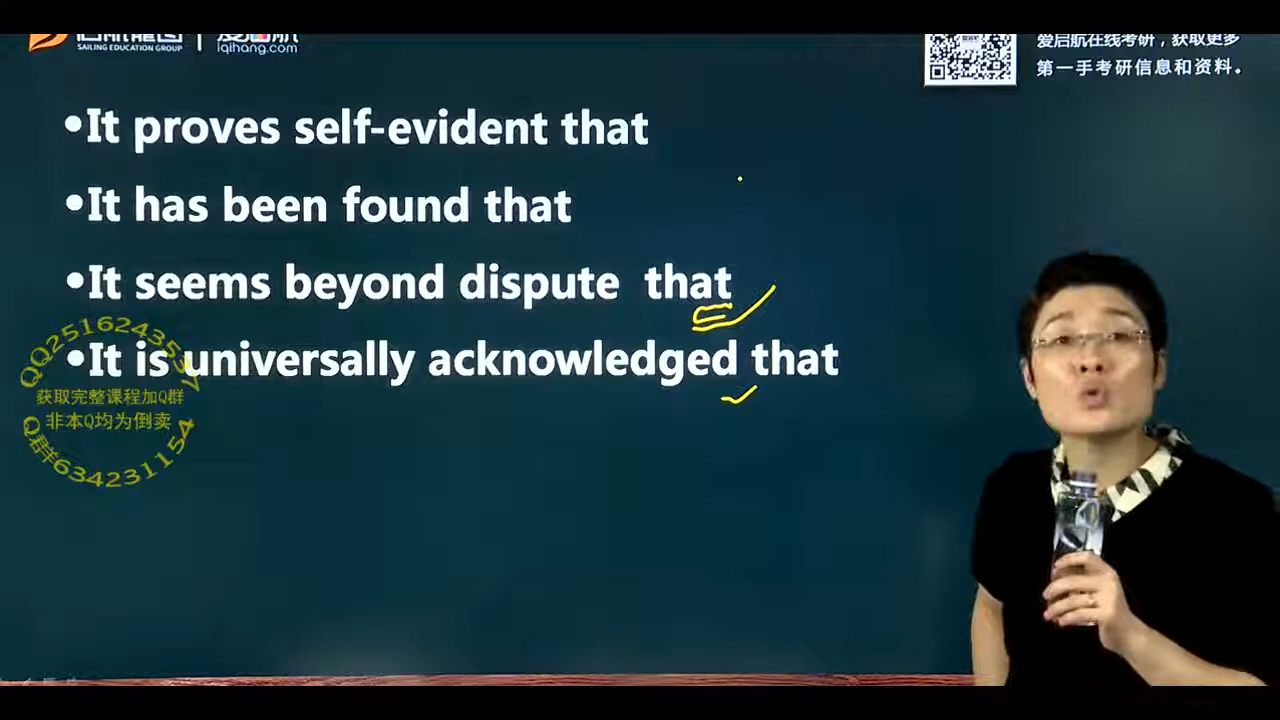 SAILING EDUCATION GROUP
iqihang.com
爱启航在线考研，获取更多
第一手考研信息和资料。
•It proves self-evident that
•It has been found that
•It seems beyond dispute that
•It is universally acknowledged that
QQ2516243537
获取完整课程加Q群
非本Q均为倒卖
Q群634231154